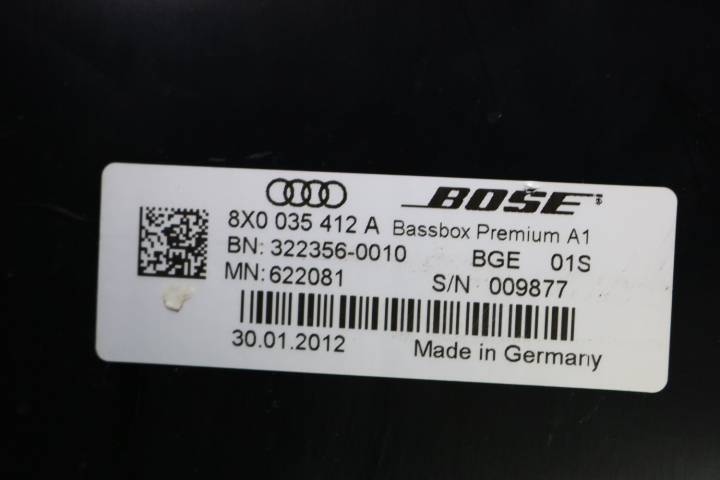 BOSE
8X0 035 412 A Bassbox Premium A1
BN: 322356-0010 BGE 01S
MN: 622081 S/N 009877
30.01.2012 Made in Germany